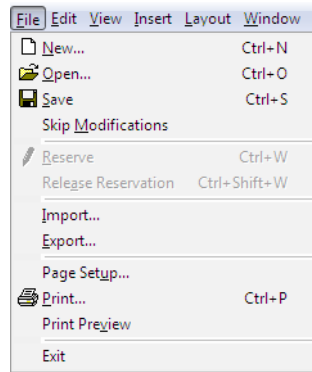 File Edit View Insert Layout Window
New... Ctrl+N
Open... Ctrl+O
Save Ctrl+S
Skip Modifications
Reserve Ctrl+W
Release Reservation Ctrl+Shift+W
Import...
Export...
Page Setup...
Print... Ctrl+P
Print Preview
Exit